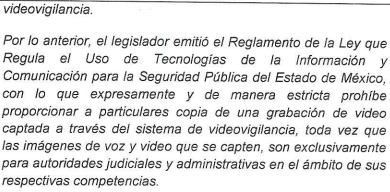 videovigilancia.
Por lo anterior, el legislador emitió el Reglamento de la Ley que
Regula el Uso de Tecnologías de la Información y
Comunicación para la Seguridad Pública del Estado de México,
con lo que expresamente y de manera estricta prohíbe
proporcionar a particulares copia de una grabación de video
captada a través del sistema de videovigilancia, toda vez que
las imágenes de voz y video que se capten, son exclusivamente
para autoridades judiciales y administrativas en el ámbito de sus
respectivas competencias.